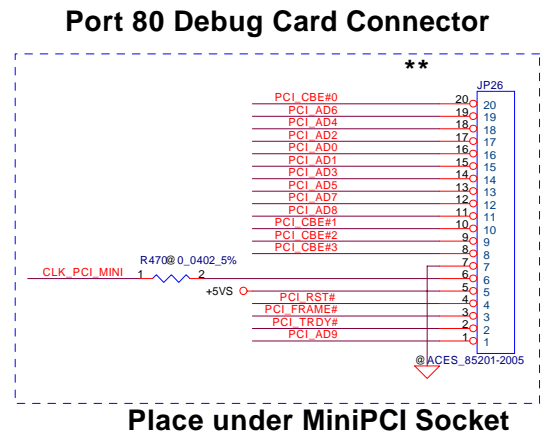 Port 80 Debug Card Connector
**
JP26
PCI_CBE#0 20 20
PCI_AD6 19 19
PCI_AD4 18 18
PCI_AD2 17 17
PCI_AD0 16 16
PCI_AD1 15 15
PCI_AD3 14 14
PCI_AD5 13 13
PCI_AD7 12 12
PCI_AD8 11 11
PCI_CBE#1 10 10
PCI_CBE#2 9 9
PCI_CBE#3 8 8
7 7
R470@ 0_0402_5%
CLK_PCI_MINI 1 2 6 6
+5VS 5 5
PCI_RST# 4 4
PCI_FRAME# 3 3
PCI_TRDY# 2 2
PCI_AD9 1 1
@ACES_85201-2005
Place under MiniPCI Socket